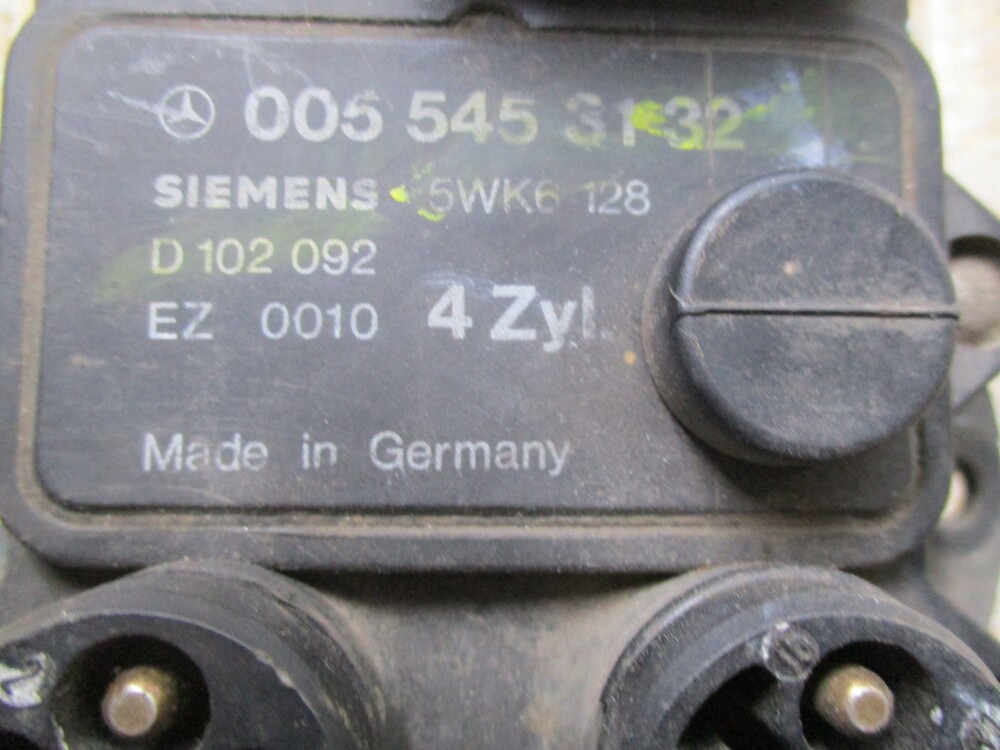 005 545 31 32
SIEMENS 5WK6 128
D 102 092
EZ 0010 4 Zyl.
Made in Germany